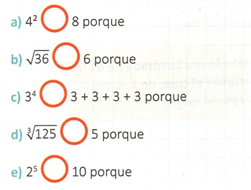 a) 4² ◯ 8 porque
b) √36 ◯ 6 porque
c) 3⁴ ◯ 3 + 3 + 3 + 3 porque
d) ∛125 ◯ 5 porque
e) 2⁵ ◯ 10 porque